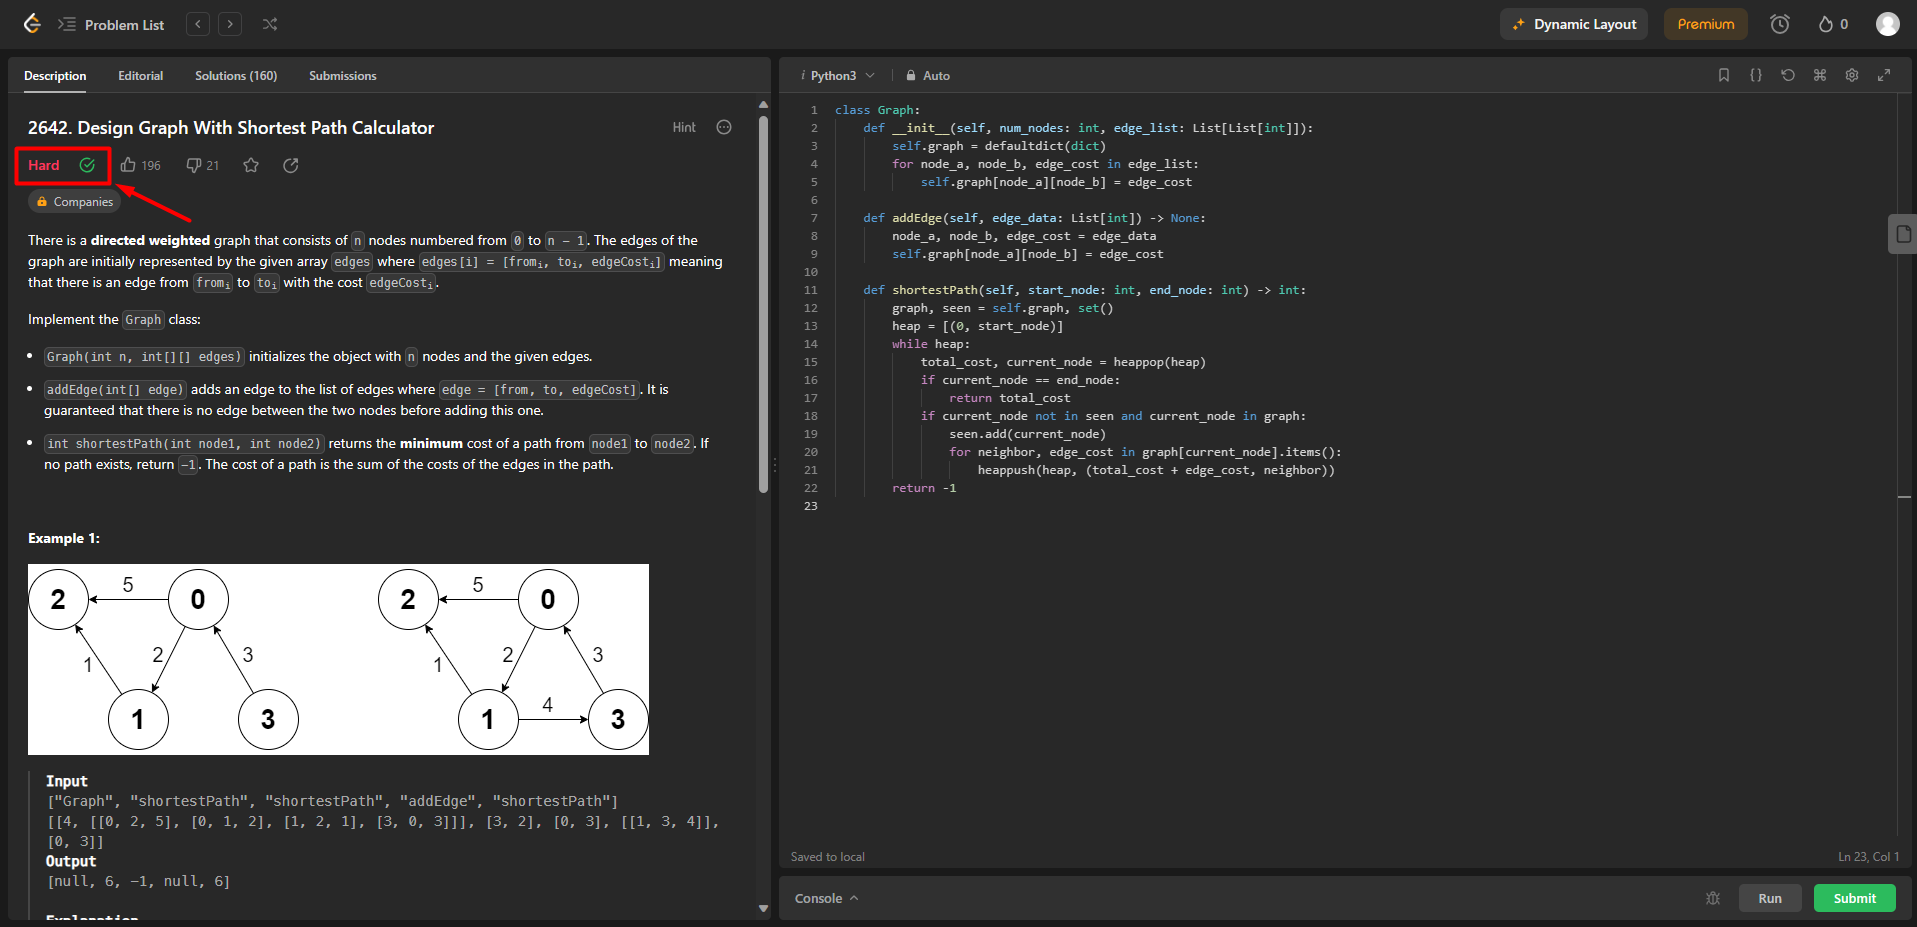 Problem List
Dynamic Layout
Premium
0
Description
Editorial
Solutions (160)
Submissions
2642. Design Graph With Shortest Path Calculator
Hint
Hard
196
21
Companies
There is a directed weighted graph that consists of n nodes numbered from 0 to n - 1. The edges of the
graph are initially represented by the given array edges where edges[i] = [fromi, toi, edgeCosti] meaning
that there is an edge from fromi to toi with the cost edgeCosti.
Implement the Graph class:
• Graph(int n, int[][] edges) initializes the object with n nodes and the given edges.
• addEdge(int[] edge) adds an edge to the list of edges where edge = [from, to, edgeCost]. It is
guaranteed that there is no edge between the two nodes before adding this one.
• int shortestPath(int node1, int node2) returns the minimum cost of a path from node1 to node2. If
no path exists, return -1. The cost of a path is the sum of the costs of the edges in the path.
Example 1:
2 5 0
1 2 3
1 3
2 5 0
1 2 3
1 4 3
Input
["Graph", "shortestPath", "shortestPath", "addEdge", "shortestPath"]
[[4, [[0, 2, 5], [0, 1, 2], [1, 2, 1], [3, 0, 3]]], [3, 2], [0, 3], [[1, 3, 4]],
[0, 3]]
Output
[null, 6, -1, null, 6]
Explanation
i Python3
Auto
1 class Graph:
2 def __init__(self, num_nodes: int, edge_list: List[List[int]]):
3 self.graph = defaultdict(dict)
4 for node_a, node_b, edge_cost in edge_list:
5 self.graph[node_a][node_b] = edge_cost
6
7 def addEdge(self, edge_data: List[int]) -> None:
8 node_a, node_b, edge_cost = edge_data
9 self.graph[node_a][node_b] = edge_cost
10
11 def shortestPath(self, start_node: int, end_node: int) -> int:
12 graph, seen = self.graph, set()
13 heap = [(0, start_node)]
14 while heap:
15 total_cost, current_node = heappop(heap)
16 if current_node == end_node:
17 return total_cost
18 if current_node not in seen and current_node in graph:
19 seen.add(current_node)
20 for neighbor, edge_cost in graph[current_node].items():
21 heappush(heap, (total_cost + edge_cost, neighbor))
22 return -1
23
Saved to local
Ln 23, Col 1
Console
Run
Submit